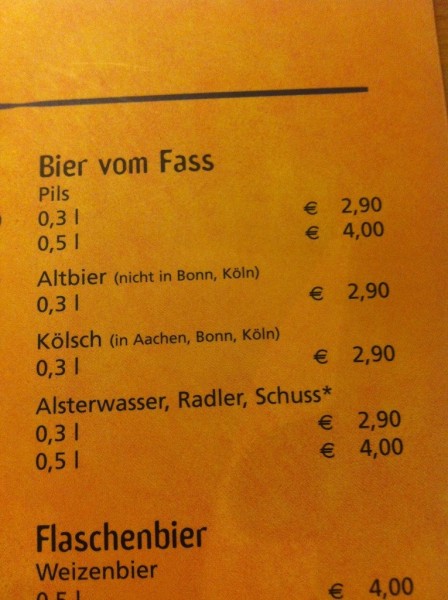 Bier vom Fass
Pils
0,3 l € 2,90
0,5 l € 4,00
Altbier (nicht in Bonn, Köln)
0,3 l € 2,90
Kölsch (in Aachen, Bonn, Köln)
0,3 l € 2,90
Alsterwasser, Radler, Schuss*
0,3 l € 2,90
0,5 l € 4,00
Flaschenbier
Weizenbier
0,5 l € 4,00